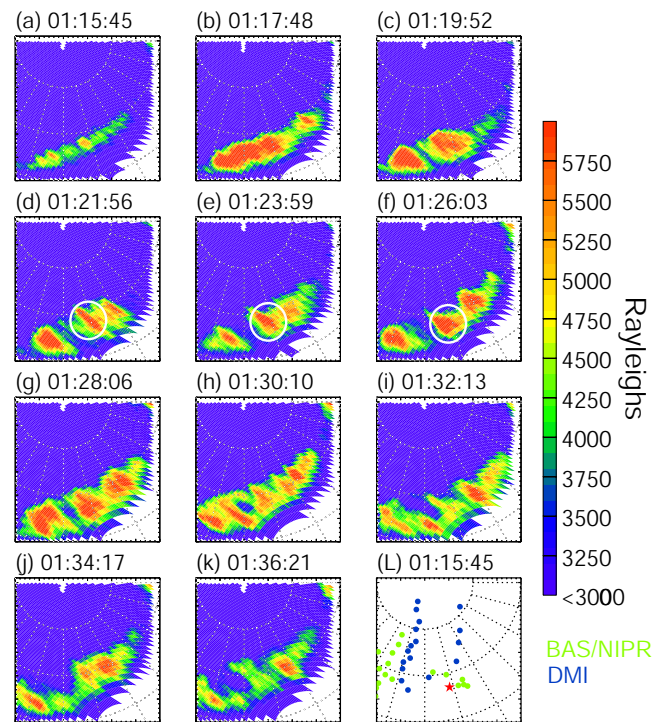 (a) 01:15:45
(b) 01:17:48
(c) 01:19:52
(d) 01:21:56
(e) 01:23:59
(f) 01:26:03
(g) 01:28:06
(h) 01:30:10
(i) 01:32:13
(j) 01:34:17
(k) 01:36:21
(L) 01:15:45
5750
5500
5250
5000
4750
4500
4250
4000
3750
3500
3250
<3000
Rayleighs
BAS/NIPR
DMI